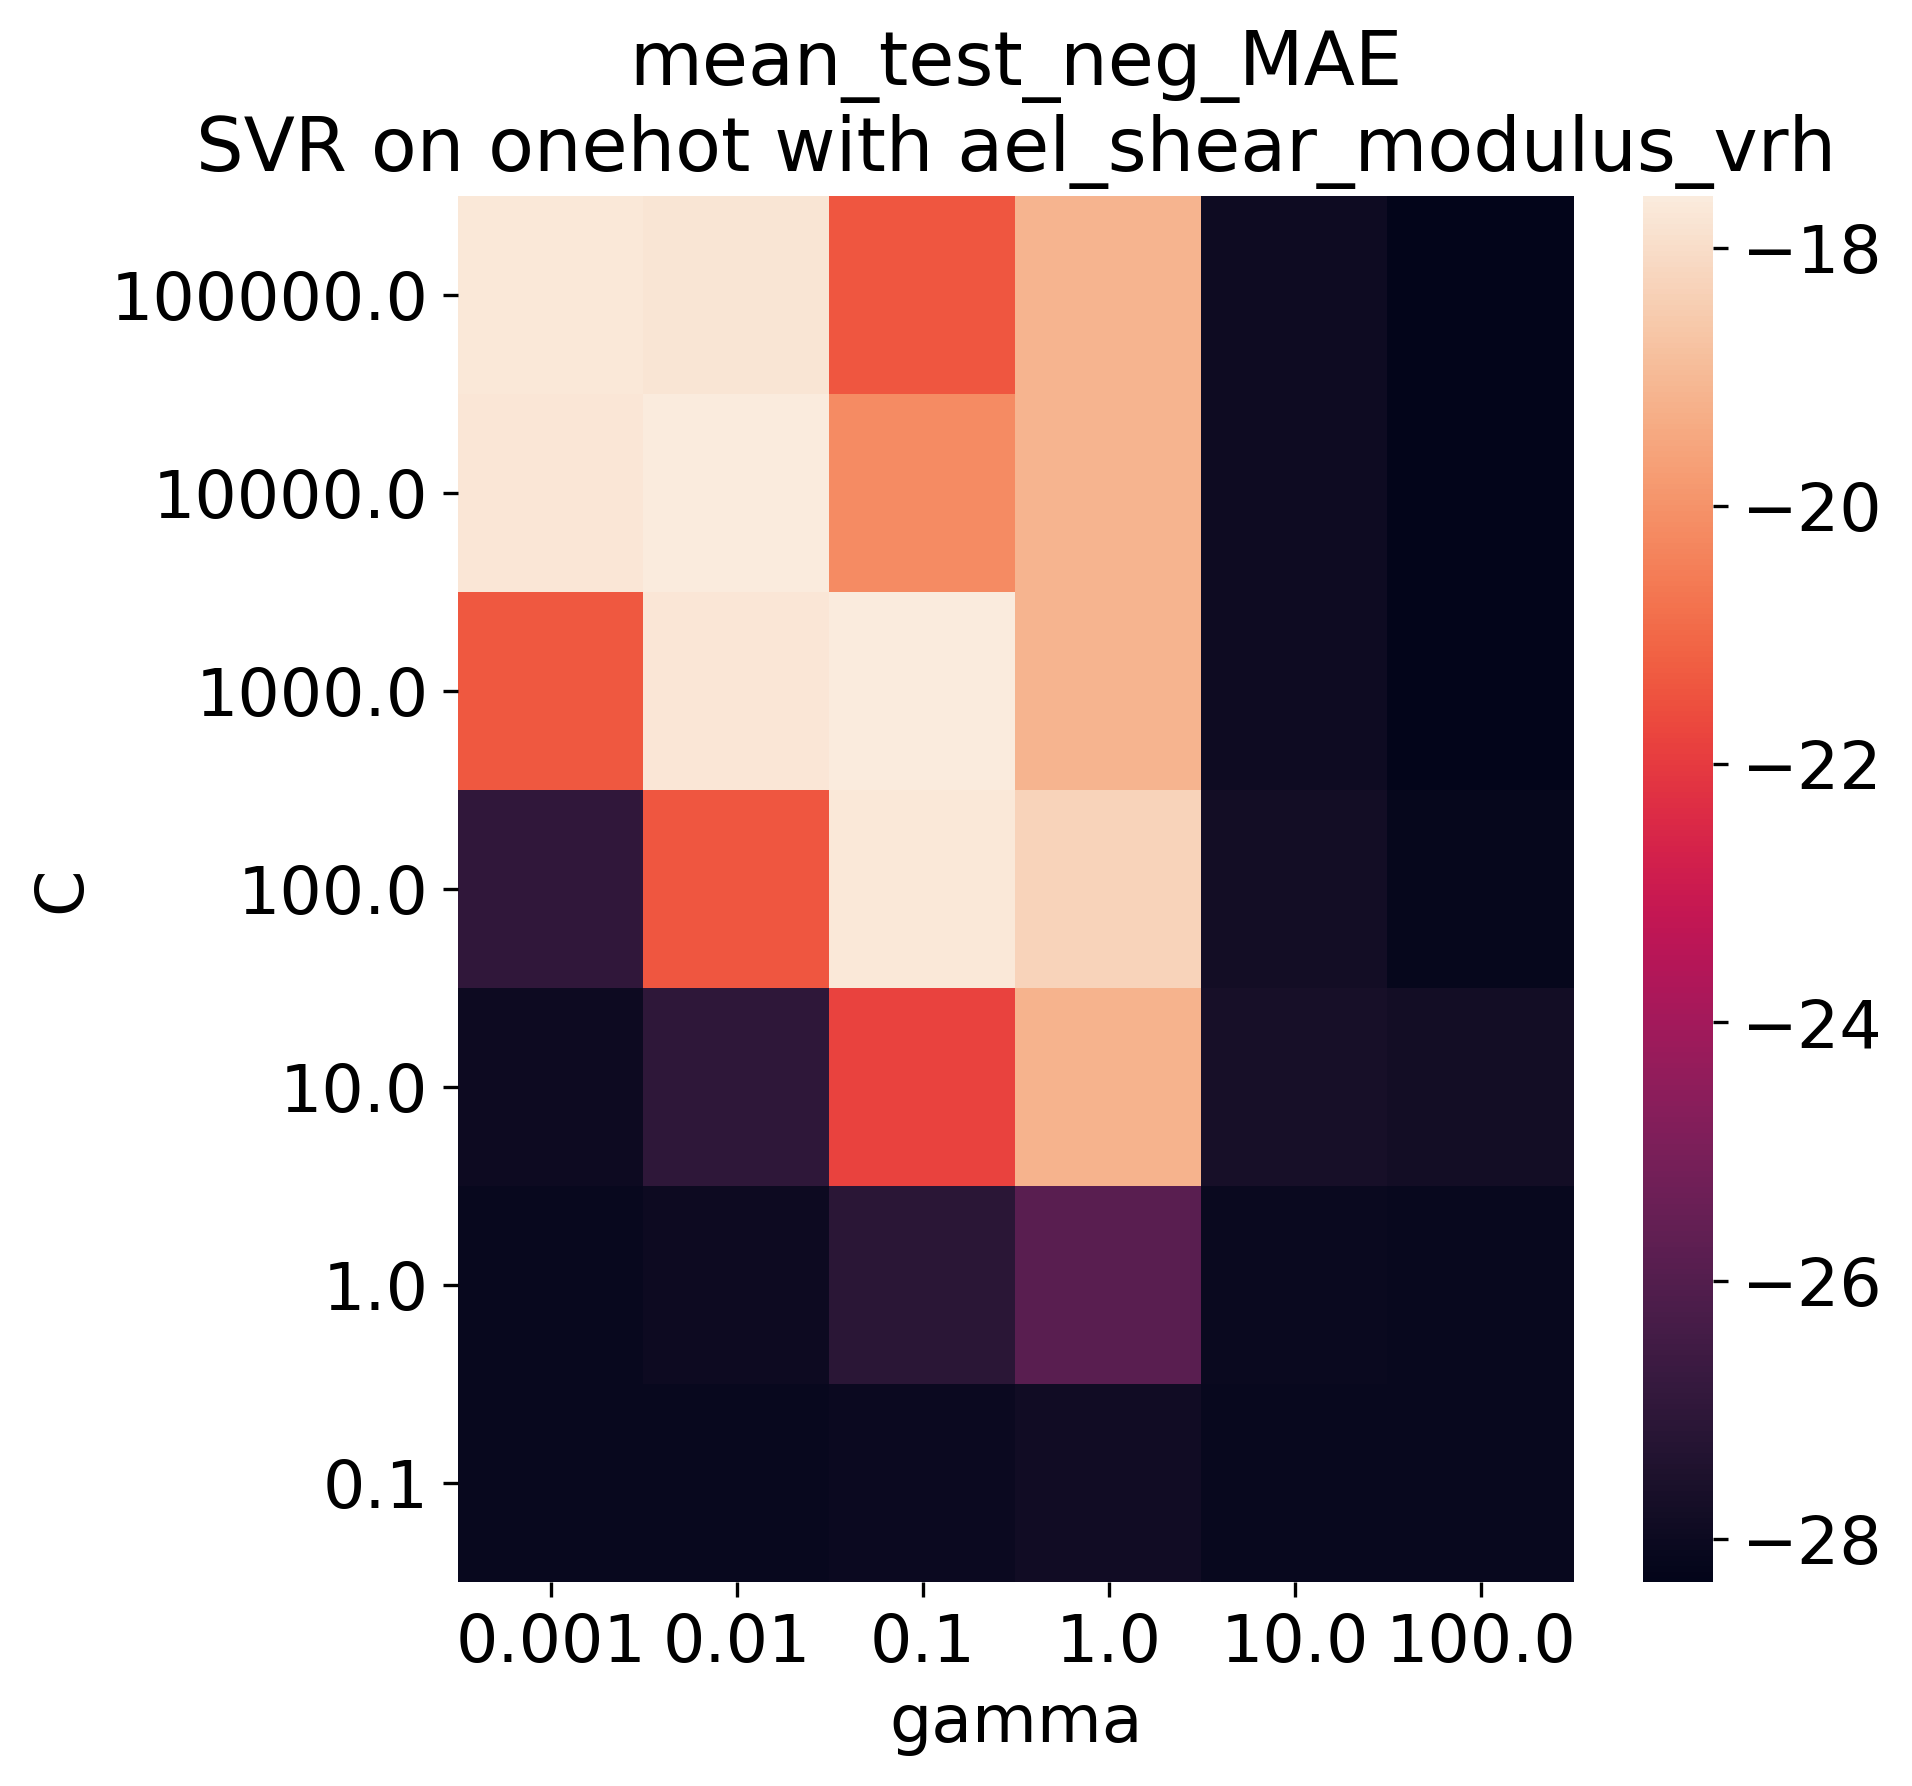 mean_test_neg_MAE
SVR on onehot with ael_shear_modulus_vrh
100000.0
10000.0
1000.0
100.0
10.0
1.0
0.1
C
0.001 0.01 0.1 1.0 10.0 100.0
gamma
−18
−20
−22
−24
−26
−28